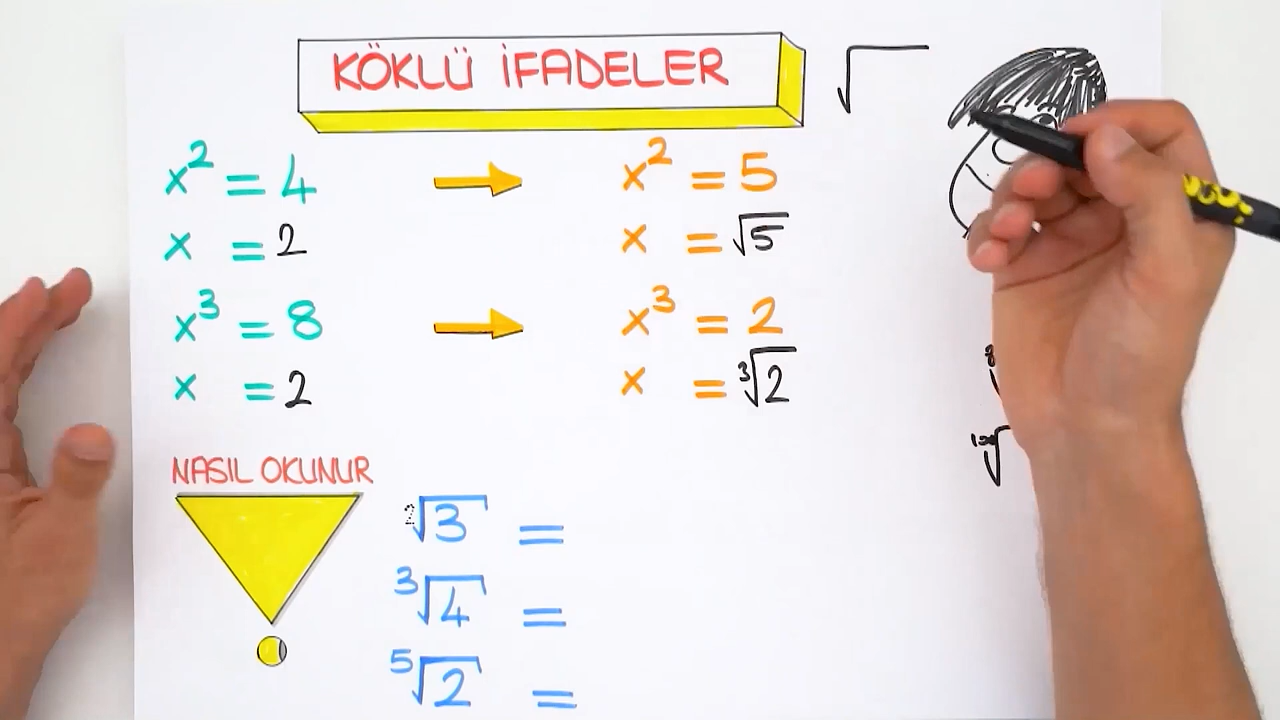 KÖKLÜ İFADELER √
x² = 4 → x² = 5
x = 2 x = √5
x³ = 8 → x³ = 2
x = 2 x = ³√2
NASIL OKUNUR
²√3 =
³√4 =
⁵√2 =